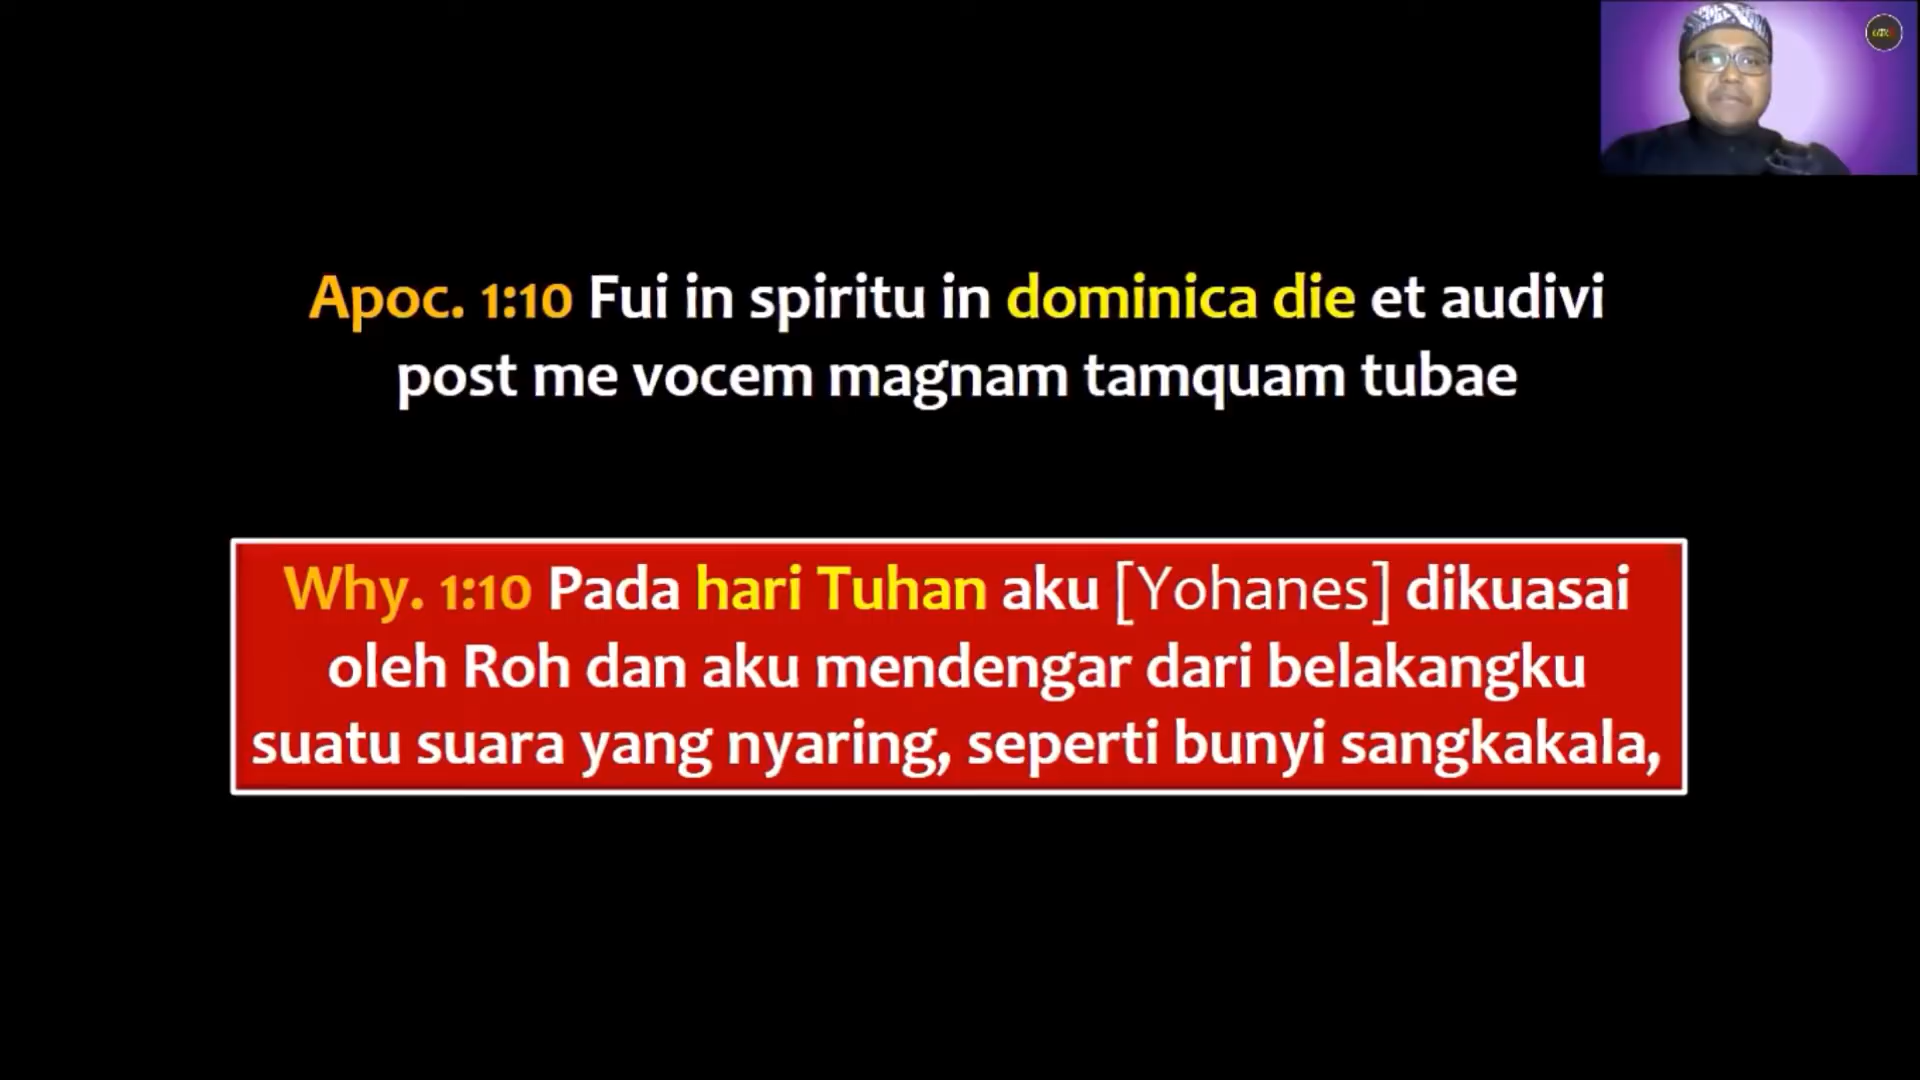 Apoc. 1:10 Fui in spiritu in dominica die et audivi
post me vocem magnam tamquam tubae
Why. 1:10 Pada hari Tuhan aku [Yohanes] dikuasai
oleh Roh dan aku mendengar dari belakangku
suatu suara yang nyaring, seperti bunyi sangkakala,